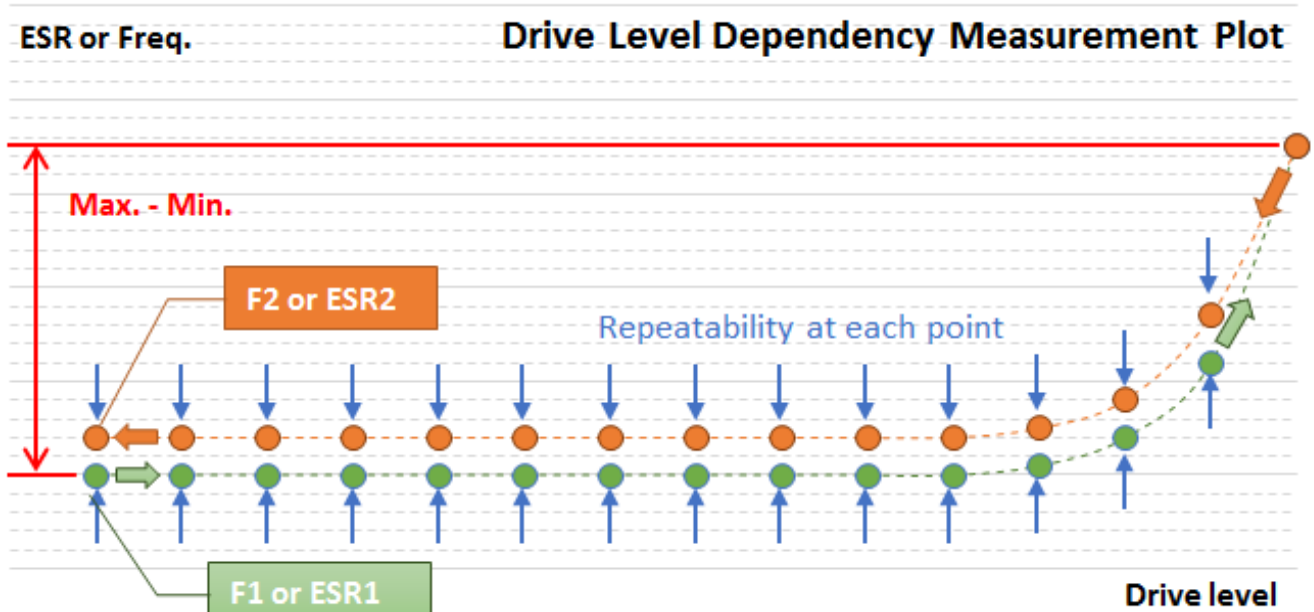 ESR or Freq.
Drive Level Dependency Measurement Plot
Max. - Min.
F2 or ESR2
Repeatability at each point
F1 or ESR1
Drive level